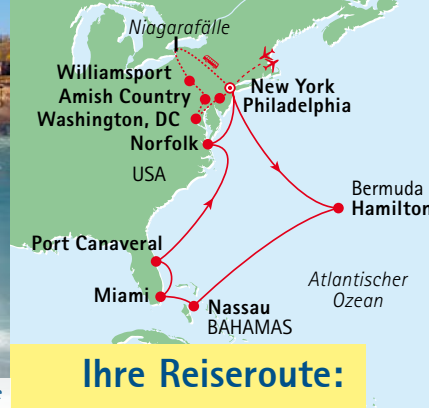 Niagarafälle
Williamsport
Amish Country
Washington, DC
New York
Philadelphia
Norfolk
USA
Bermuda
Hamilton
Port Canaveral
Atlantischer
Ozean
Miami
Nassau
BAHAMAS
Ihre Reiseroute: